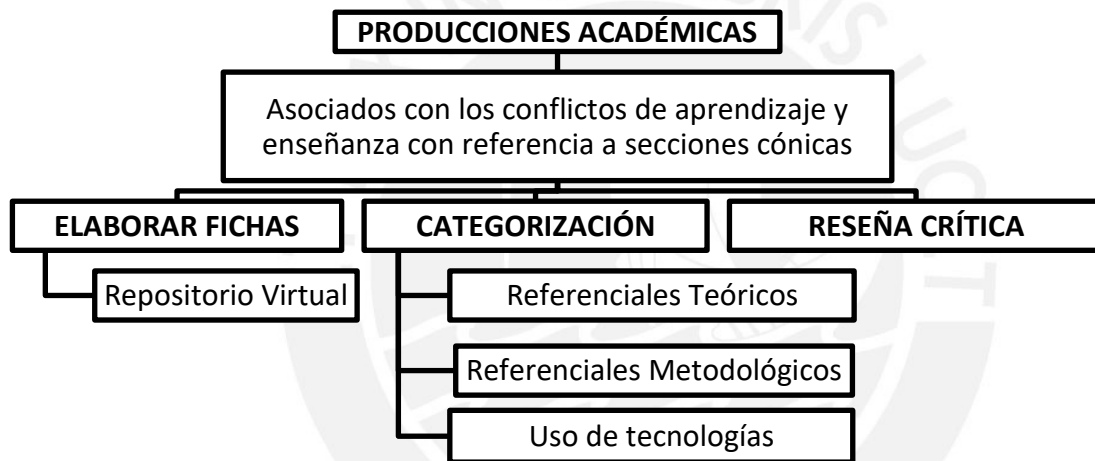 PRODUCCIONES ACADÉMICAS
Asociados con los conflictos de aprendizaje y
enseñanza con referencia a secciones cónicas
ELABORAR FICHAS
CATEGORIZACIÓN
RESEÑA CRÍTICA
Repositorio Virtual
Referenciales Teóricos
Referenciales Metodológicos
Uso de tecnologías